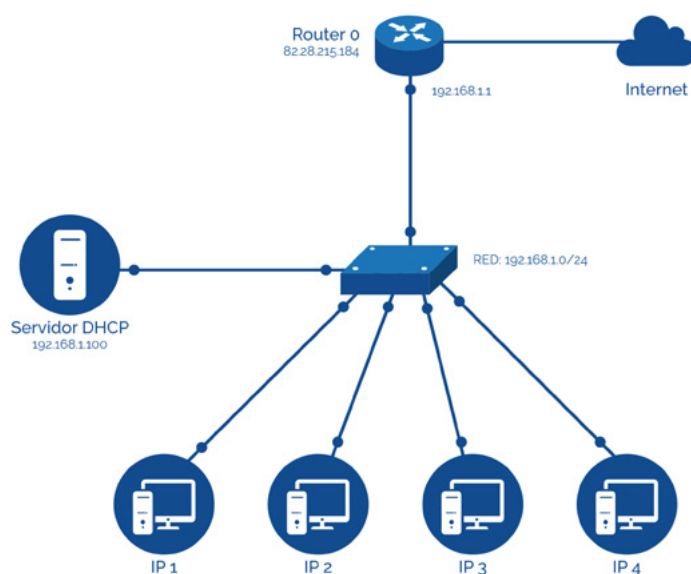 Router 0
82.28.215.184
Internet
192.168.1.1
RED: 192.168.1.0/24
Servidor DHCP
192.168.1.100
IP 1
IP 2
IP 3
IP 4